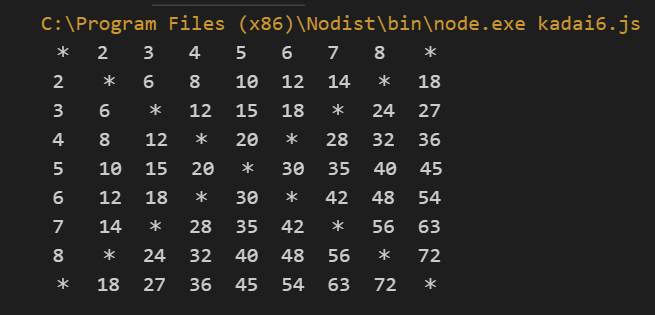 C:\Program Files (x86)\Nodist\bin\node.exe kadai6.js
* 2 3 4 5 6 7 8 *
2 * 6 8 10 12 14 * 18
3 6 * 12 15 18 * 24 27
4 8 12 * 20 * 28 32 36
5 10 15 20 * 30 35 40 45
6 12 18 * 30 * 42 48 54
7 14 * 28 35 42 * 56 63
8 * 24 32 40 48 56 * 72
* 18 27 36 45 54 63 72 *